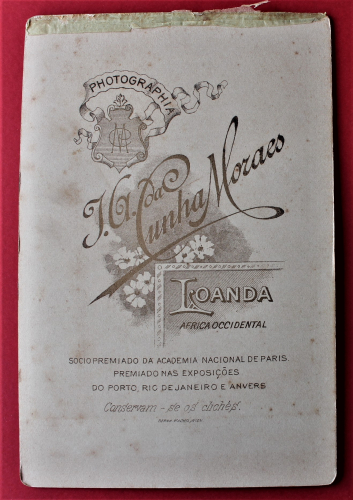 PHOTOGRAPHIA
J. A. da
Cunha Moraes
LOANDA
AFRICA OCCIDENTAL
SOCIO PREMIADO DA ACADEMIA NACIONAL DE PARIS.
PREMIADO NAS EXPOSIÇÕES
DO PORTO, RIO DE JANEIRO E ANVERS
Conservam-se os clichés.